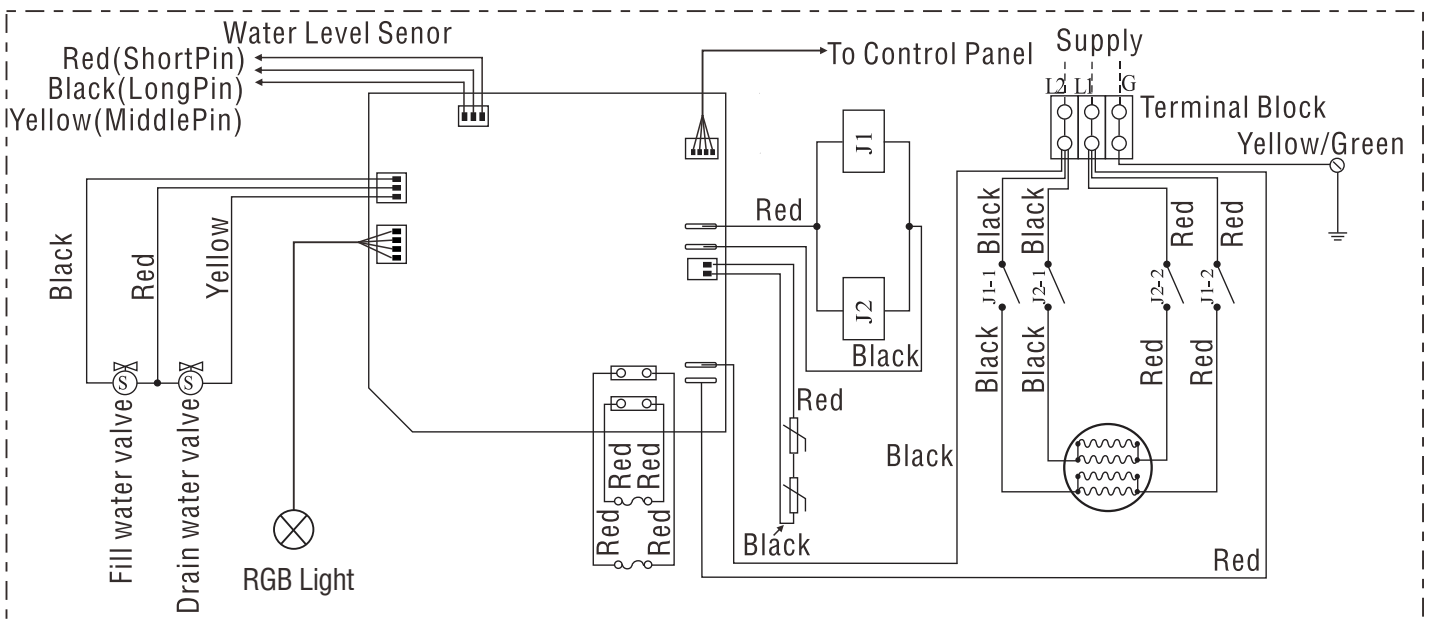 Water Level Senor
Red(ShortPin)
Black(LongPin)
Yellow(MiddlePin)
To Control Panel
Supply
L2 L1 G
Terminal Block
Yellow/Green
J1
J2
Red
Black
Black
Red
Yellow
Black
Black
Red
Red
J1-1
J2-1
J2-2
J1-2
Black
Black
Red
Red
S
S
Fill water valve
Drain water valve
RGB Light
Red
Red
Red
Red
Red
Black
Black
Red